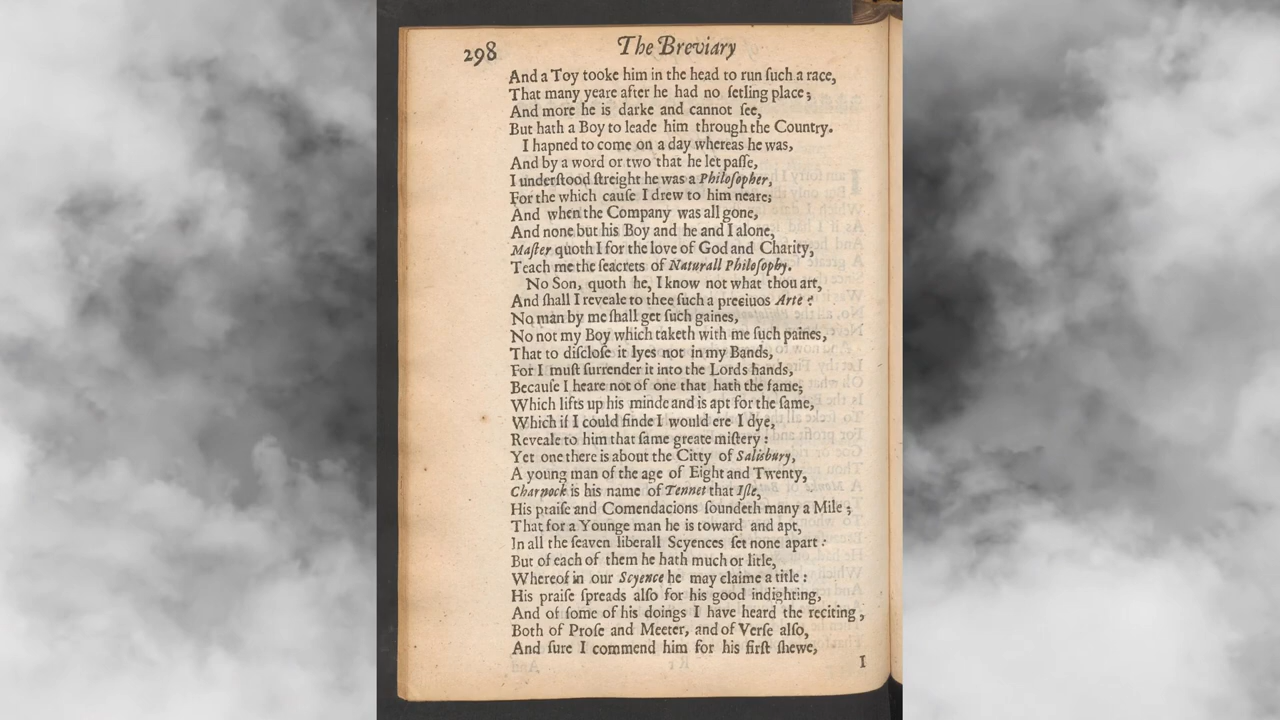 298
The Breviary
And a Toy tooke him in the head to run ſuch a race,
That many yeare after he had no ſetling place;
And more he is darke and cannot ſee,
But hath a Boy to leade him through the Country.
I hapned to come on a day whereas he was,
And by a word or two that he let paſſe,
I underſtood ſtreight he was a Philoſopher,
For the which cauſe I drew to him neare;
And when the Company was all gone,
And none but his Boy and he and I alone,
Maſter quoth I for the love of God and Charity,
Teach me the ſeacrets of Naturall Philoſophy.
No Son, quoth he, I know not what thou art,
And ſhall I reveale to thee ſuch a preciuos Arte?
No man by me ſhall get ſuch gaines,
No not my Boy which taketh with me ſuch paines,
That to diſcloſe it lyes not in my Bands,
For I muſt ſurrender it into the Lords hands,
Becauſe I heare not of one that hath the ſame;
Which lifts up his minde and is apt for the ſame,
Which if I could finde I would ere I dye,
Reveale to him that ſame greate miſtery:
Yet one there is about the Citty of Salisbury,
A young man of the age of Eight and Twenty,
Charnock is his name of Tennet that Iſle,
His praiſe and Comendacions ſoundeth many a Mile;
That for a Younge man he is toward and apt,
In all the ſeaven liberall Scyences ſet none apart:
But of each of them he hath much or litle,
Whereof in our Scyence he may claime a title:
His praiſe ſpreads alſo for his good indighting,
And of ſome of his doings I have heard the reciting,
Both of Proſe and Meeter, and of Verſe alſo,
And ſure I commend him for his firſt ſhewe,
I